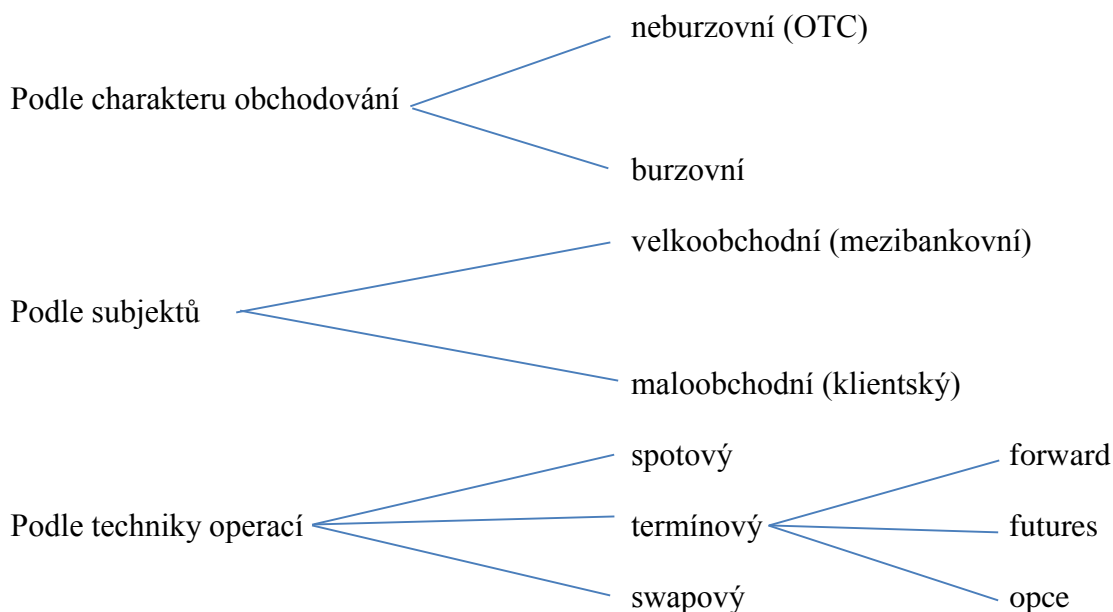 neburzovní (OTC)
Podle charakteru obchodování
burzovní
velkoobchodní (mezibankovní)
Podle subjektů
maloobchodní (klientský)
spotový forward
Podle techniky operací termínový futures
swapový opce